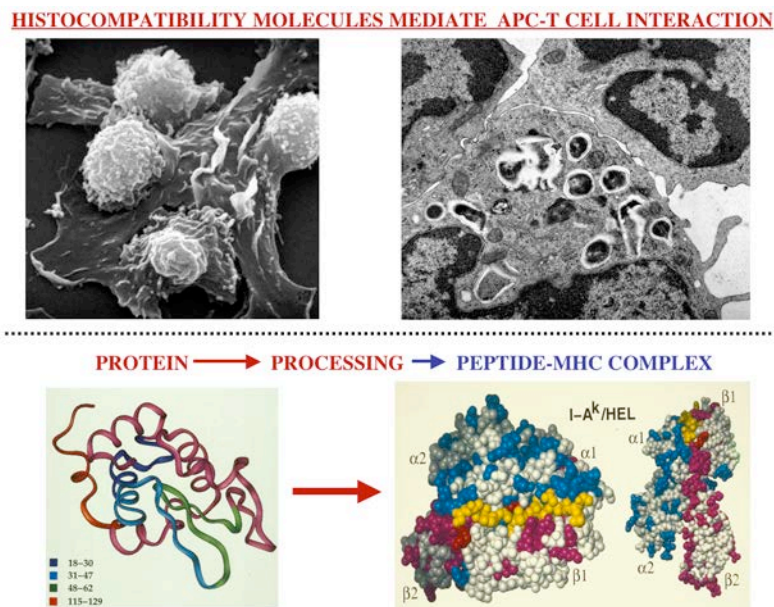 HISTOCOMPATIBILITY MOLECULES MEDIATE APC-T CELL INTERACTION
PROTEIN PROCESSING PEPTIDE-MHC COMPLEX
I-Aᵏ/HEL
α2
α1
β2
β1
β1
α1
α2
β2
18–30
31–47
48–62
115–129